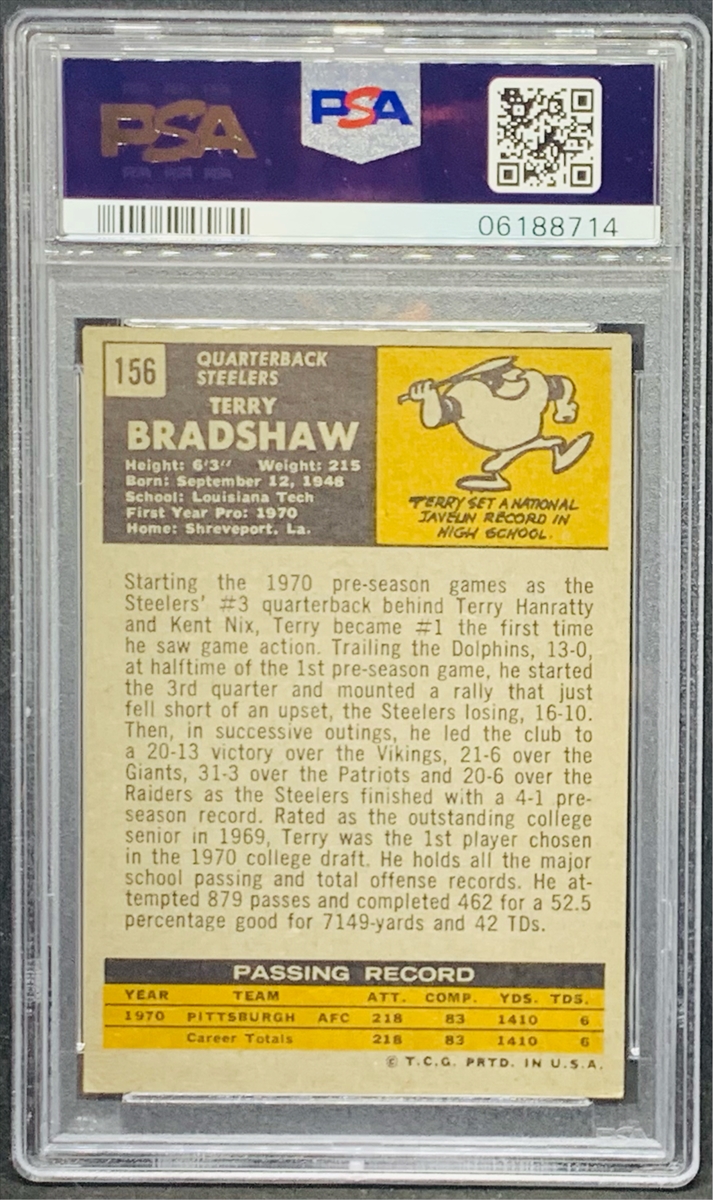 PSA
PSA
06188714
156
QUARTERBACK
STEELERS
TERRY
BRADSHAW
Height: 6'3" Weight: 215
Born: September 12, 1948
School: Louisiana Tech
First Year Pro: 1970
Home: Shreveport, La.
TERRY SET A NATIONAL
JAVELIN RECORD IN
HIGH SCHOOL.
Starting the 1970 pre-season games as the
Steelers' #3 quarterback behind Terry Hanratty
and Kent Nix, Terry became #1 the first time
he saw game action. Trailing the Dolphins, 13-0,
at halftime of the 1st pre-season game, he started
the 3rd quarter and mounted a rally that just
fell short of an upset, the Steelers losing, 16-10.
Then, in successive outings, he led the club to
a 20-13 victory over the Vikings, 21-6 over the
Giants, 31-3 over the Patriots and 20-6 over the
Raiders as the Steelers finished with a 4-1 pre-
season record. Rated as the outstanding college
senior in 1969, Terry was the 1st player chosen
in the 1970 college draft. He holds all the major
school passing and total offense records. He at-
tempted 879 passes and completed 462 for a 52.5
percentage good for 7149-yards and 42 TDs.
PASSING RECORD
YEAR TEAM ATT. COMP. YDS. TDS.
1970 PITTSBURGH AFC 218 83 1410 6
Career Totals 218 83 1410 6
© T.C.G. PRTD. IN U.S.A.